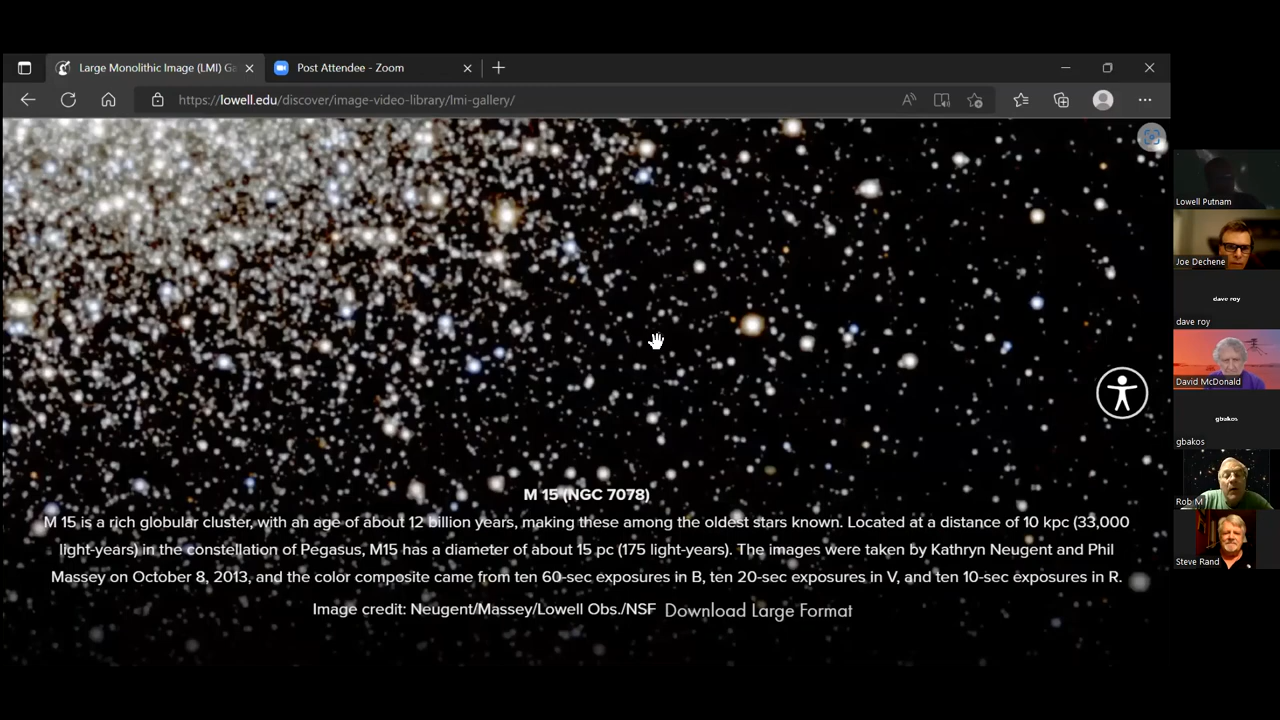 Large Monolithic Image (LMI) Ga
Post Attendee - Zoom
https://lowell.edu/discover/image-video-library/lmi-gallery/
Lowell Putnam
Joe Dechene
dave roy
dave roy
David McDonald
gbakos
gbakos
Rob M
Steve Rand
M 15 (NGC 7078)
M 15 is a rich globular cluster, with an age of about 12 billion years, making these among the oldest stars known. Located at a distance of 10 kpc (33,000
light-years) in the constellation of Pegasus, M15 has a diameter of about 15 pc (175 light-years). The images were taken by Kathryn Neugent and Phil
Massey on October 8, 2013, and the color composite came from ten 60-sec exposures in B, ten 20-sec exposures in V, and ten 10-sec exposures in R.
Image credit: Neugent/Massey/Lowell Obs./NSF Download Large Format